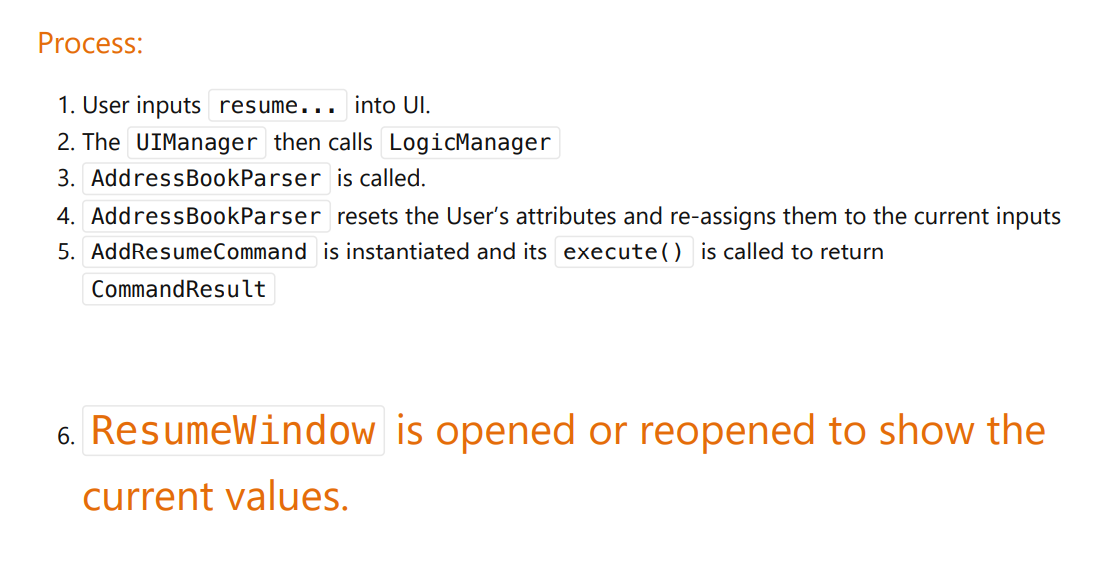 Process:
1. User inputs resume... into UI.
2. The UIManager then calls LogicManager
3. AddressBookParser is called.
4. AddressBookParser resets the User’s attributes and re-assigns them to the current inputs
5. AddResumeCommand is instantiated and its execute() is called to return
CommandResult
6. ResumeWindow is opened or reopened to show the
current values.